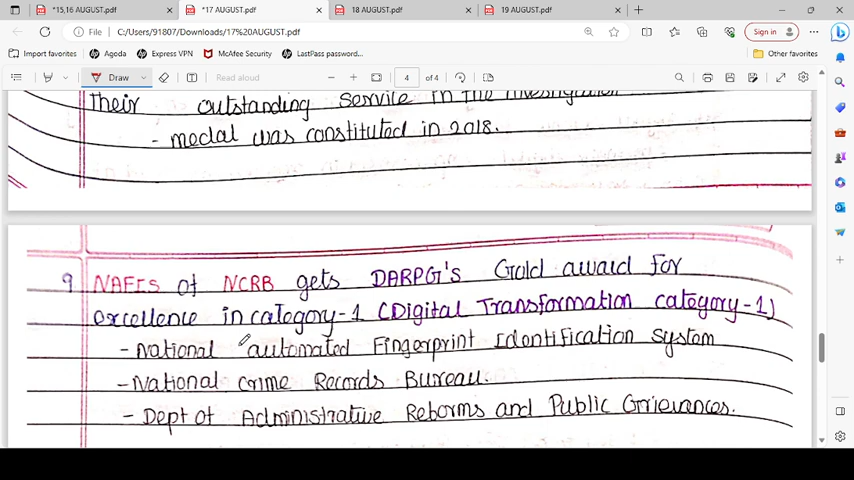 *15,16 AUGUST.pdf
*17 AUGUST.pdf
18 AUGUST.pdf
19 AUGUST.pdf
File
C:/Users/91807/Downloads/17%20AUGUST.pdf
Sign in
Import favorites
Agoda
Express VPN
McAfee Security
LastPass password...
Other favorites
Draw
Read aloud
4
of 4
Their outstanding service in the investigation
- medal was constituted in 2018.
9 NAFIS of NCRB gets DARPG's Gold award for
excellence in category-1 (Digital Transformation category-1)
- National automated Fingerprint Identification System
- National crime Records Bureau.
- Dept of Administrative Reforms and Public Grievances.